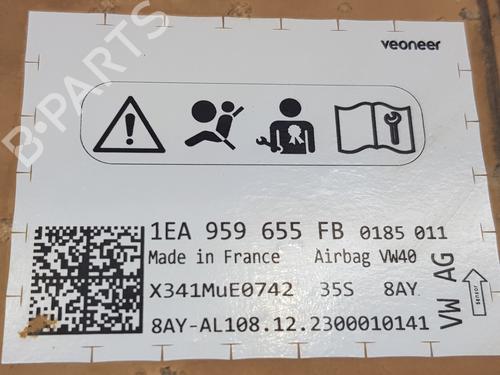 veoneer
B-PARTS
1EA 959 655 FB 0185 011
Made in France Airbag VW40
X341MuE0742 35S 8AY
8AY-AL108.12.2300010141
VW AG
sensor